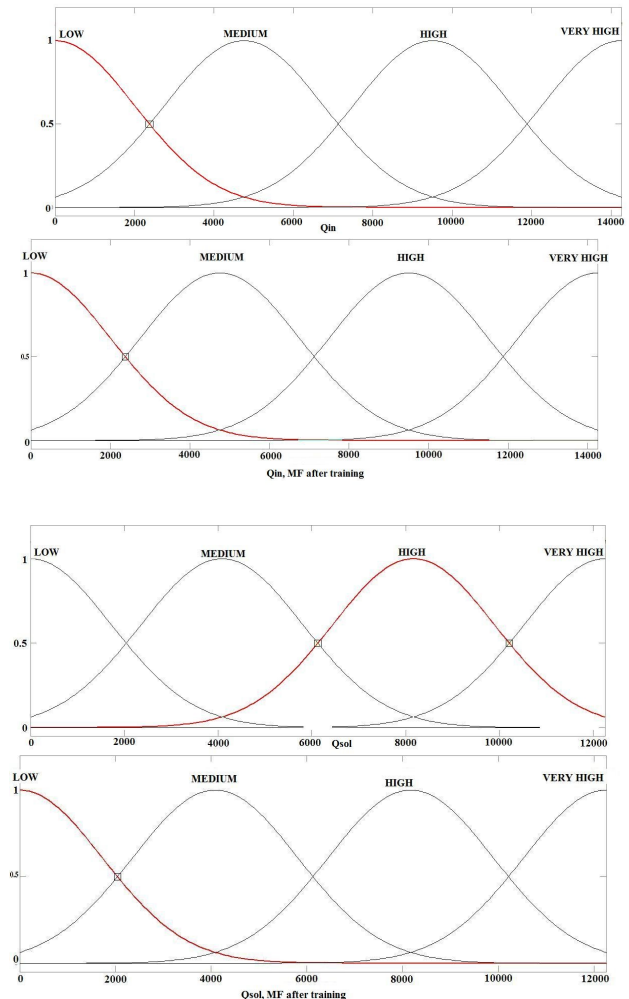 LOW MEDIUM HIGH VERY HIGH
1
0.5
0
0 2000 4000 6000 8000 10000 12000 14000
Qin
LOW MEDIUM HIGH VERY HIGH
1
0.5
0
0 2000 4000 6000 8000 10000 12000 14000
Qin, MF after training
LOW MEDIUM HIGH VERY HIGH
1
0.5
0
0 2000 4000 6000 8000 10000 12000
Qsol
LOW MEDIUM HIGH VERY HIGH
1
0.5
0
0 2000 4000 6000 8000 10000 12000
Qsol, MF after training